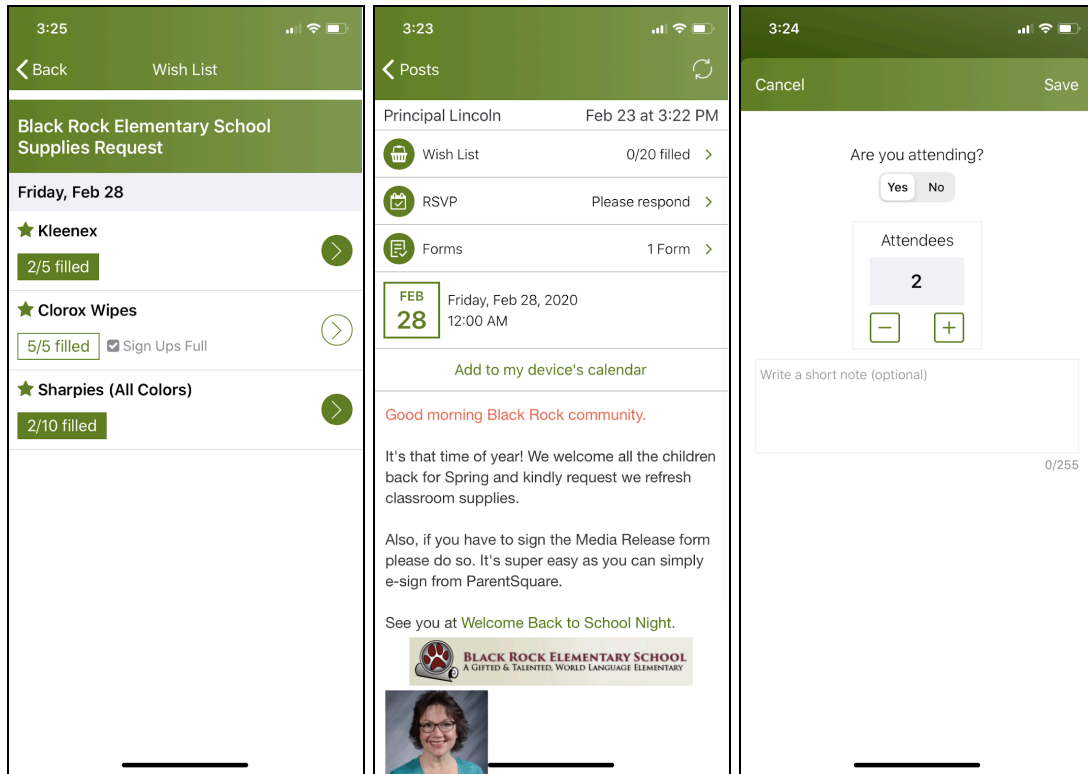 3:25
Back
Wish List
Black Rock Elementary School
Supplies Request
Friday, Feb 28
Kleenex
2/5 filled
Clorox Wipes
5/5 filled Sign Ups Full
Sharpies (All Colors)
2/10 filled
3:23
Posts
Principal Lincoln Feb 23 at 3:22 PM
Wish List 0/20 filled
RSVP Please respond
Forms 1 Form
FEB
28
Friday, Feb 28, 2020
12:00 AM
Add to my device's calendar
Good morning Black Rock community.
It's that time of year! We welcome all the children
back for Spring and kindly request we refresh
classroom supplies.
Also, if you have to sign the Media Release form
please do so. It's super easy as you can simply
e-sign from ParentSquare.
See you at Welcome Back to School Night.
BLACK ROCK ELEMENTARY SCHOOL
A GIFTED & TALENTED, WORLD LANGUAGE ELEMENTARY
3:24
Cancel Save
Are you attending?
Yes No
Attendees
2
Write a short note (optional)
0/255